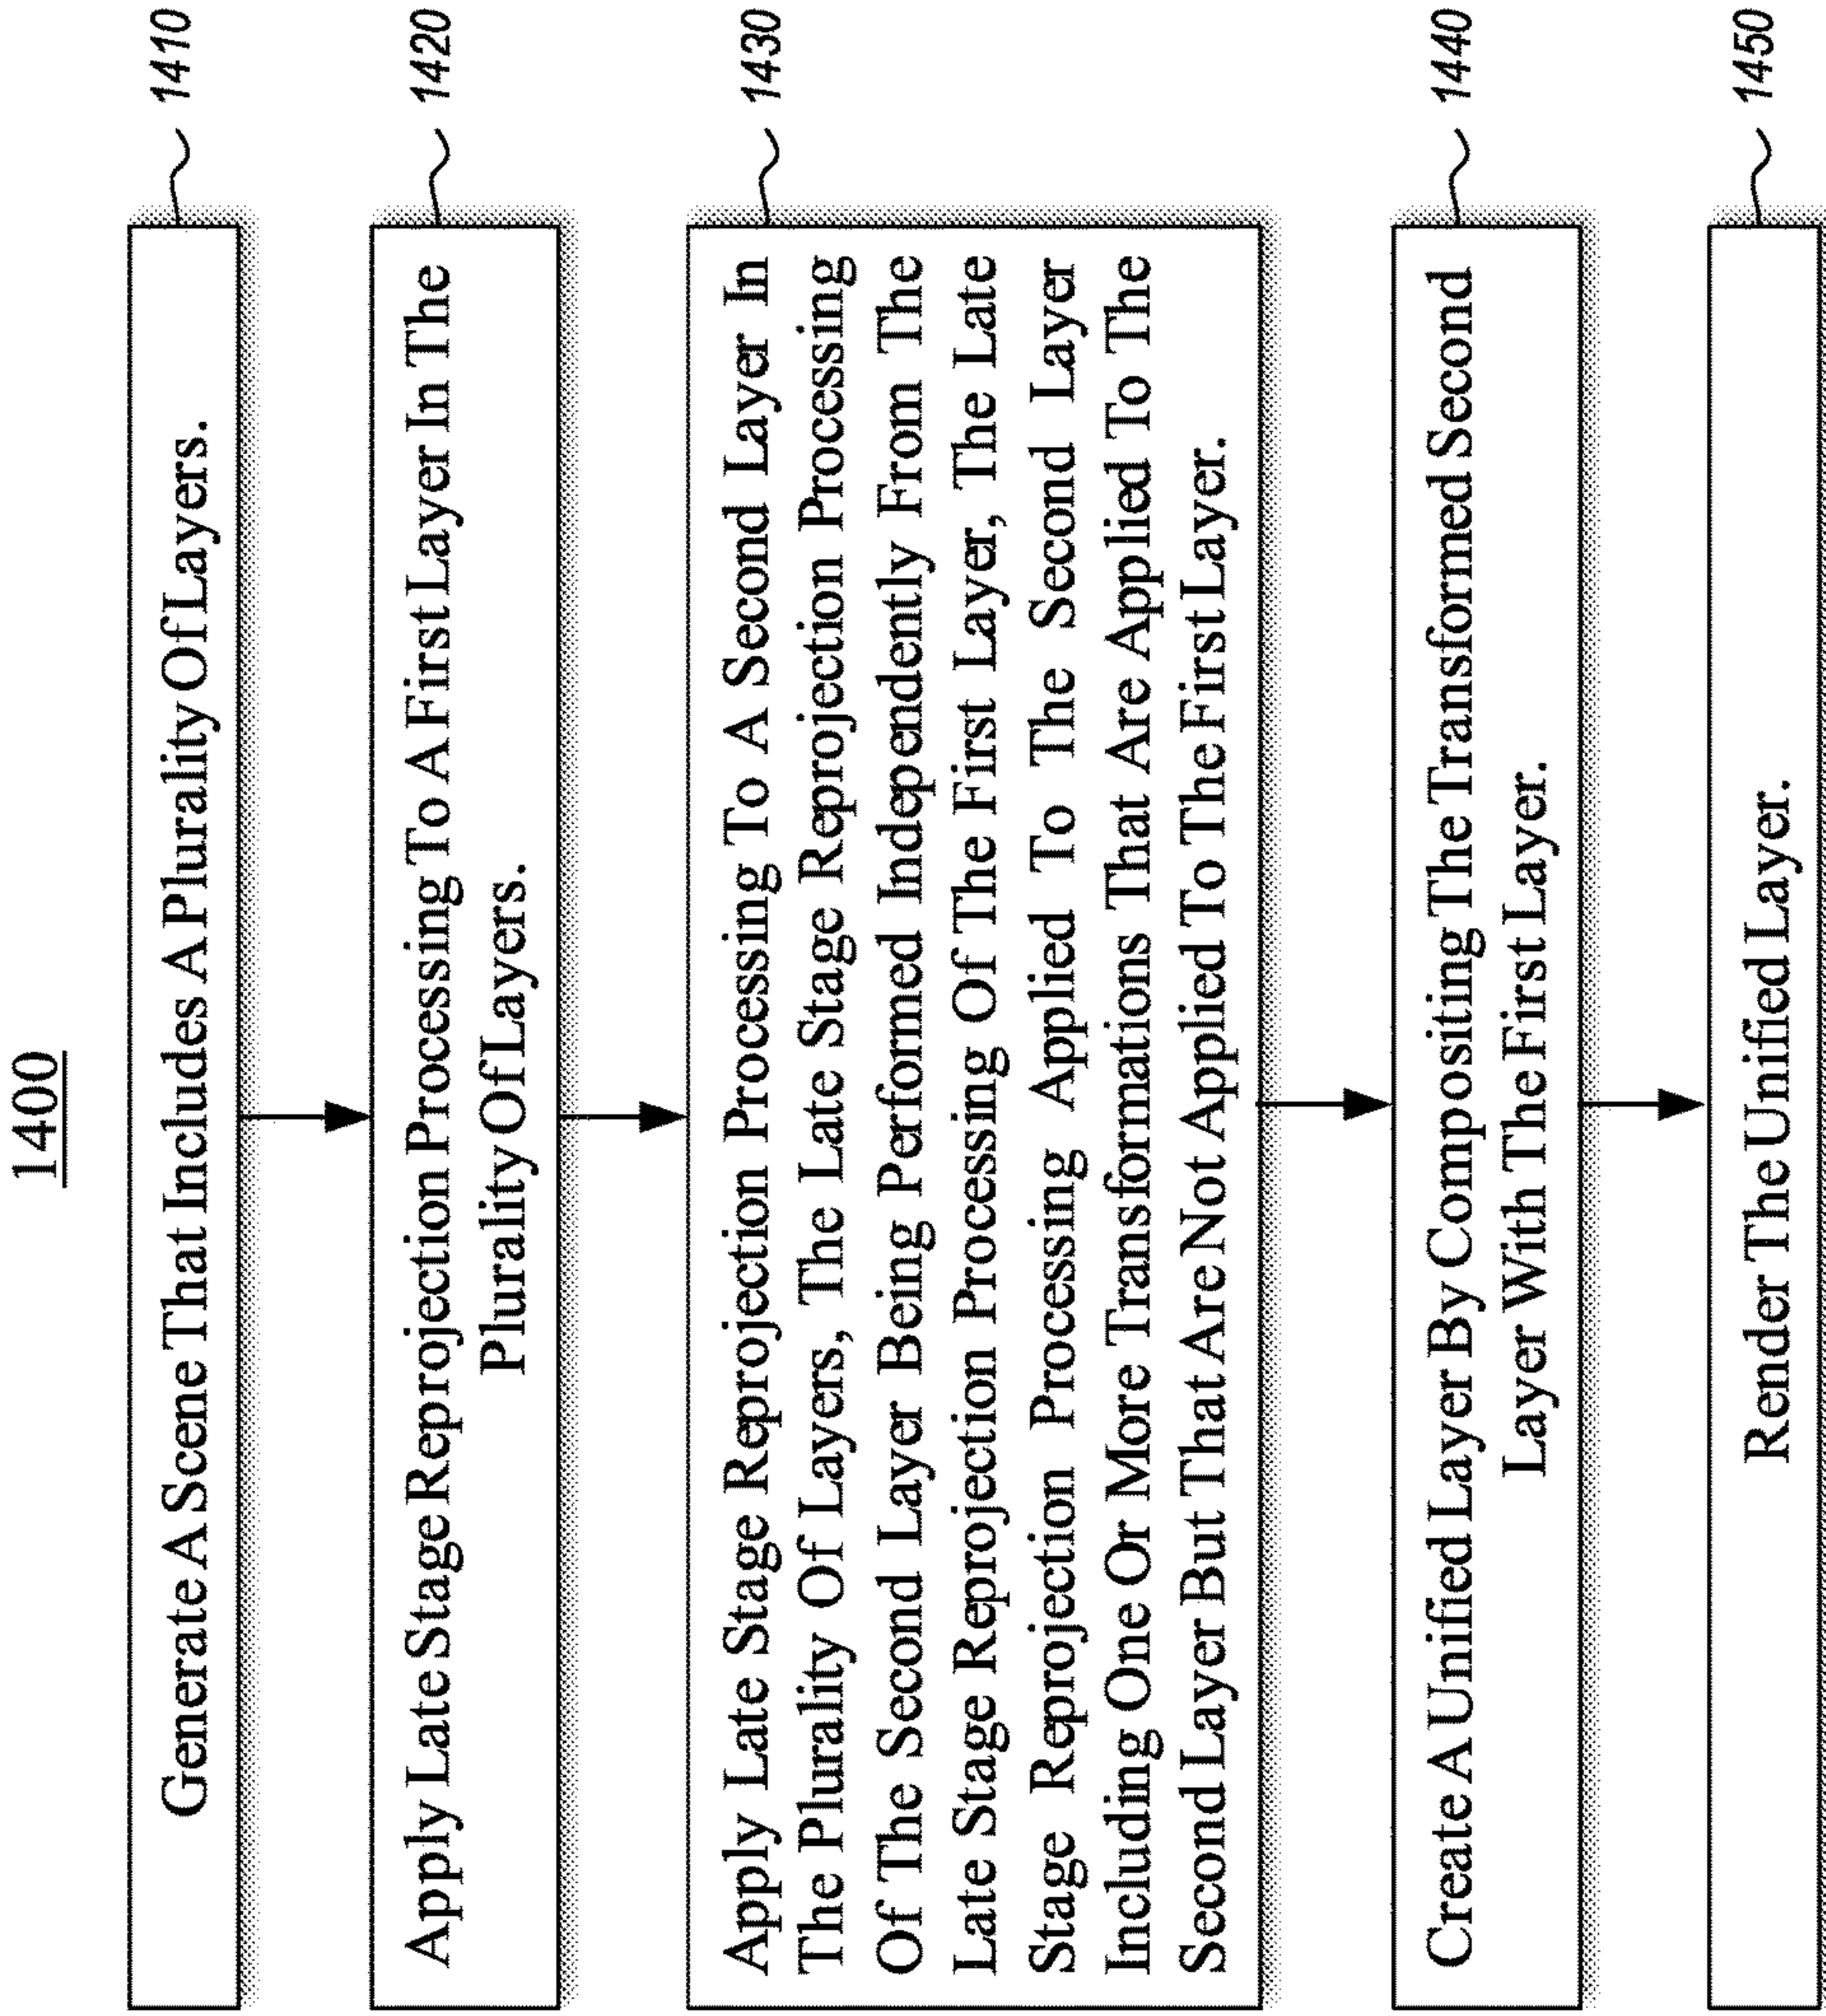 1400
Generate A Scene That Includes A Plurality Of Layers.
1410
Apply Late Stage Reprojection Processing To A First Layer In The
Plurality Of Layers.
1420
Apply Late Stage Reprojection Processing To A Second Layer In
The Plurality Of Layers, The Late Stage Reprojection Processing
Of The Second Layer Being Performed Independently From The
Late Stage Reprojection Processing Of The First Layer, The Late
Stage Reprojection Processing Applied To The Second Layer
Including One Or More Transformations That Are Applied To The
Second Layer But That Are Not Applied To The First Layer.
1430
Create A Unified Layer By Compositing The Transformed Second
Layer With The First Layer.
1440
Render The Unified Layer.
1450